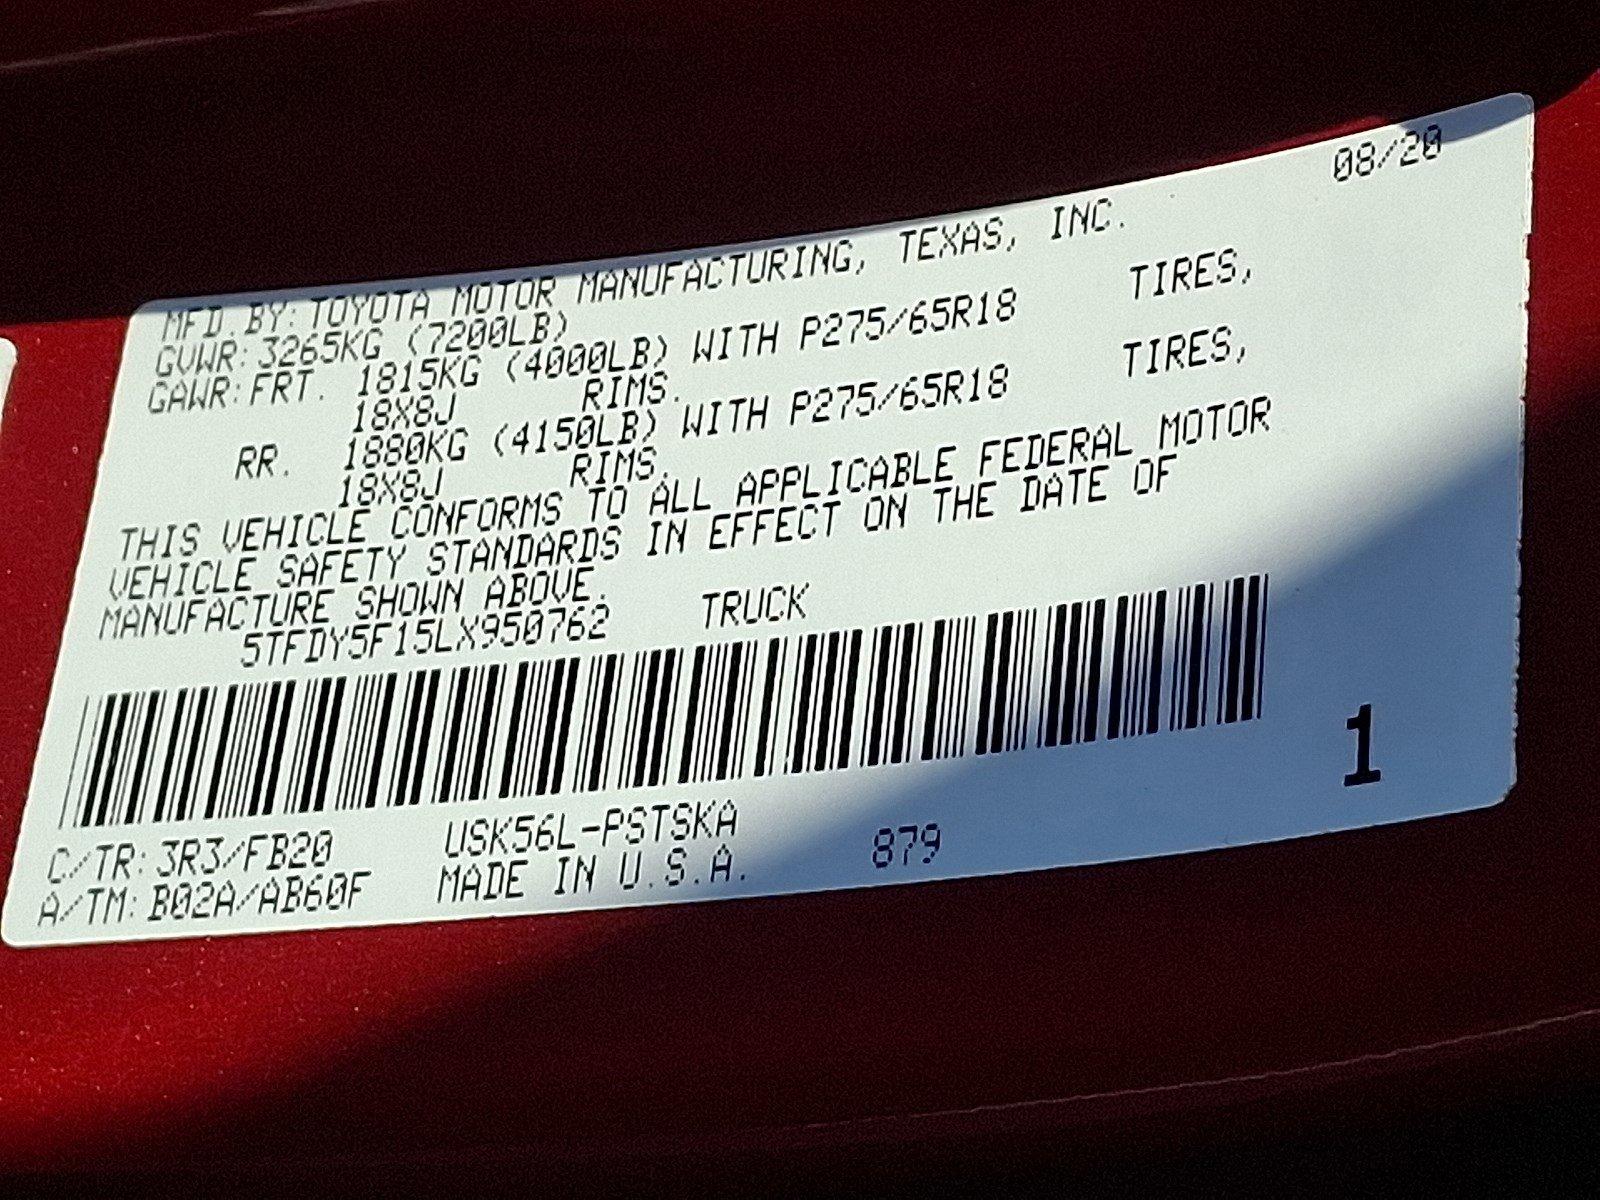 08/20
MFD.BY:TOYOTA MOTOR MANUFACTURING, TEXAS, INC.
GVWR:3265KG (7200LB)
GAWR:FRT. 1815KG (4000LB) WITH P275/65R18 TIRES,
18X8J RIMS.
RR. 1880KG (4150LB) WITH P275/65R18 TIRES,
18X8J RIMS.
THIS VEHICLE CONFORMS TO ALL APPLICABLE FEDERAL MOTOR
VEHICLE SAFETY STANDARDS IN EFFECT ON THE DATE OF
MANUFACTURE SHOWN ABOVE.
5TFDY5F15LX950762 TRUCK
1
C/TR:3R3/FB20 USK56L-PSTSKA 879
A/TM:B02A/AB60F MADE IN U.S.A.